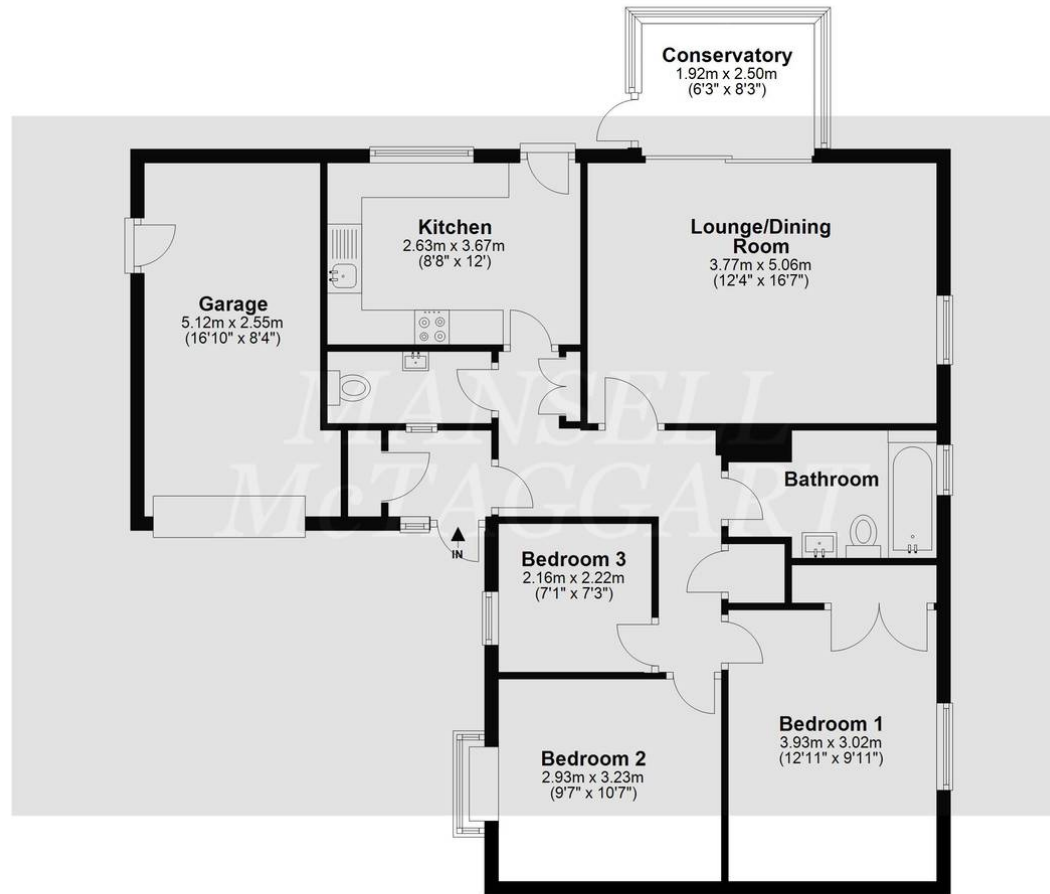 Conservatory
1.92m x 2.50m
(6'3" x 8'3")
Kitchen
2.63m x 3.67m
(8'8" x 12')
Lounge/Dining
Room
3.77m x 5.06m
(12'4" x 16'7")
Garage
5.12m x 2.55m
(16'10" x 8'4")
MANSELL
McTAGGART
Bathroom
IN
Bedroom 3
2.16m x 2.22m
(7'1" x 7'3")
Bedroom 1
3.93m x 3.02m
(12'11" x 9'11")
Bedroom 2
2.93m x 3.23m
(9'7" x 10'7")